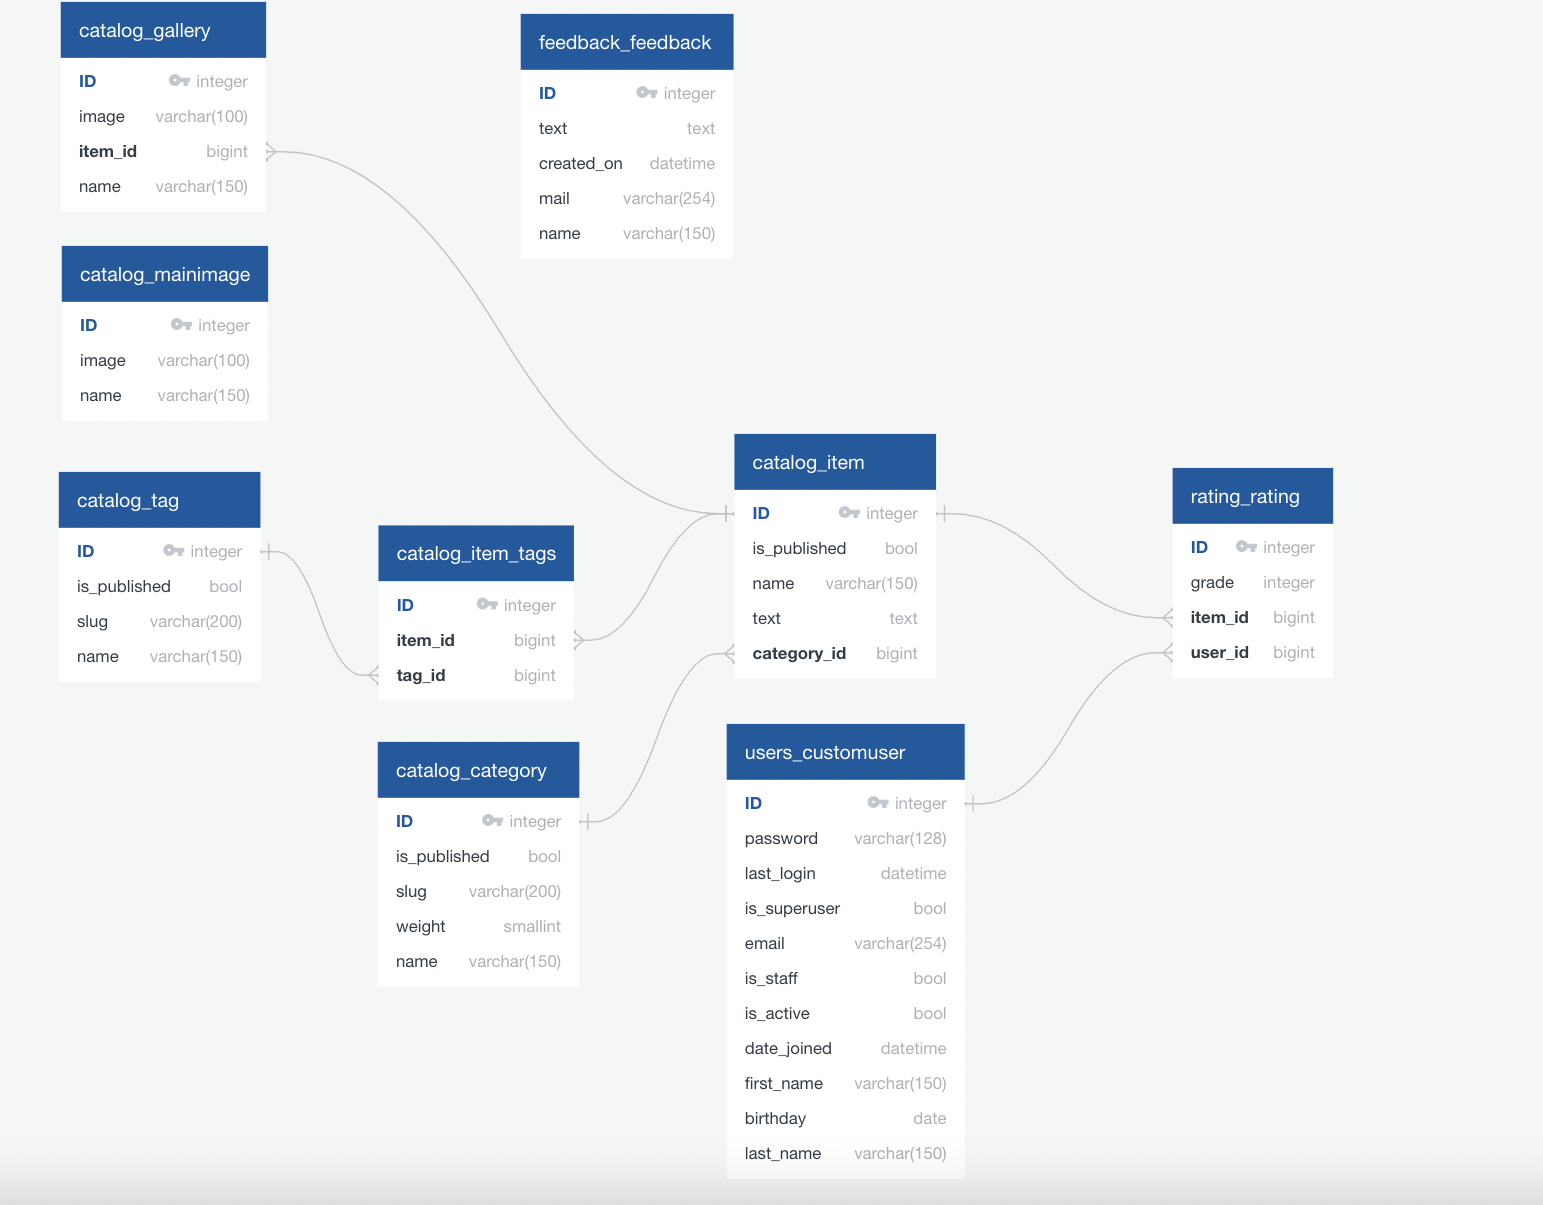 catalog_gallery
ID integer
image varchar(100)
item_id bigint
name varchar(150)
feedback_feedback
ID integer
text text
created_on datetime
mail varchar(254)
name varchar(150)
catalog_mainimage
ID integer
image varchar(100)
name varchar(150)
catalog_tag
ID integer
is_published bool
slug varchar(200)
name varchar(150)
catalog_item_tags
ID integer
item_id bigint
tag_id bigint
catalog_item
ID integer
is_published bool
name varchar(150)
text text
category_id bigint
rating_rating
ID integer
grade integer
item_id bigint
user_id bigint
catalog_category
ID integer
is_published bool
slug varchar(200)
weight smallint
name varchar(150)
users_customuser
ID integer
password varchar(128)
last_login datetime
is_superuser bool
email varchar(254)
is_staff bool
is_active bool
date_joined datetime
first_name varchar(150)
birthday date
last_name varchar(150)